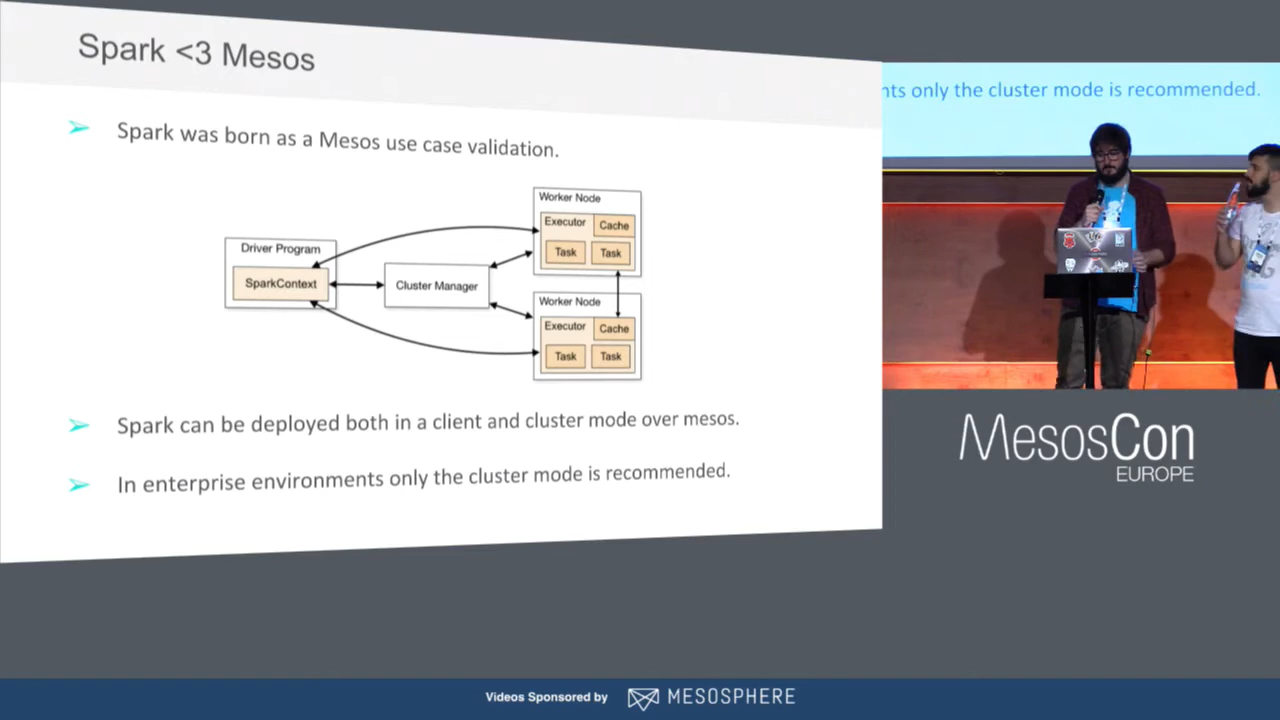 Spark <3 Mesos
➢ Spark was born as a Mesos use case validation.
Driver Program
SparkContext
Cluster Manager
Worker Node
Executor
Cache
Task
Task
Worker Node
Executor
Cache
Task
Task
➢ Spark can be deployed both in a client and cluster mode over mesos.
➢ In enterprise environments only the cluster mode is recommended.
nts only the cluster mode is recommended.
MesosCon
EUROPE
Videos Sponsored by
MESOSPHERE